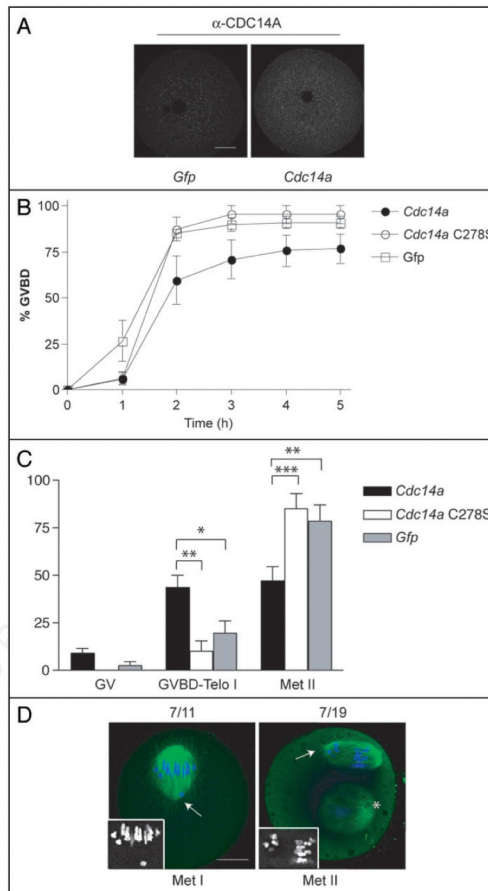 A
α-CDC14A
Gfp Cdc14a
B
% GVBD
100
75
50
25
0
0 1 2 3 4 5
Time (h)
Cdc14a
Cdc14a C278S
Gfp
C
100
75
50
25
0
** 
***
*
**
Cdc14a
Cdc14a C278S
Gfp
GV GVBD-Telo I Met II
D
7/11 7/19
*
Met I Met II